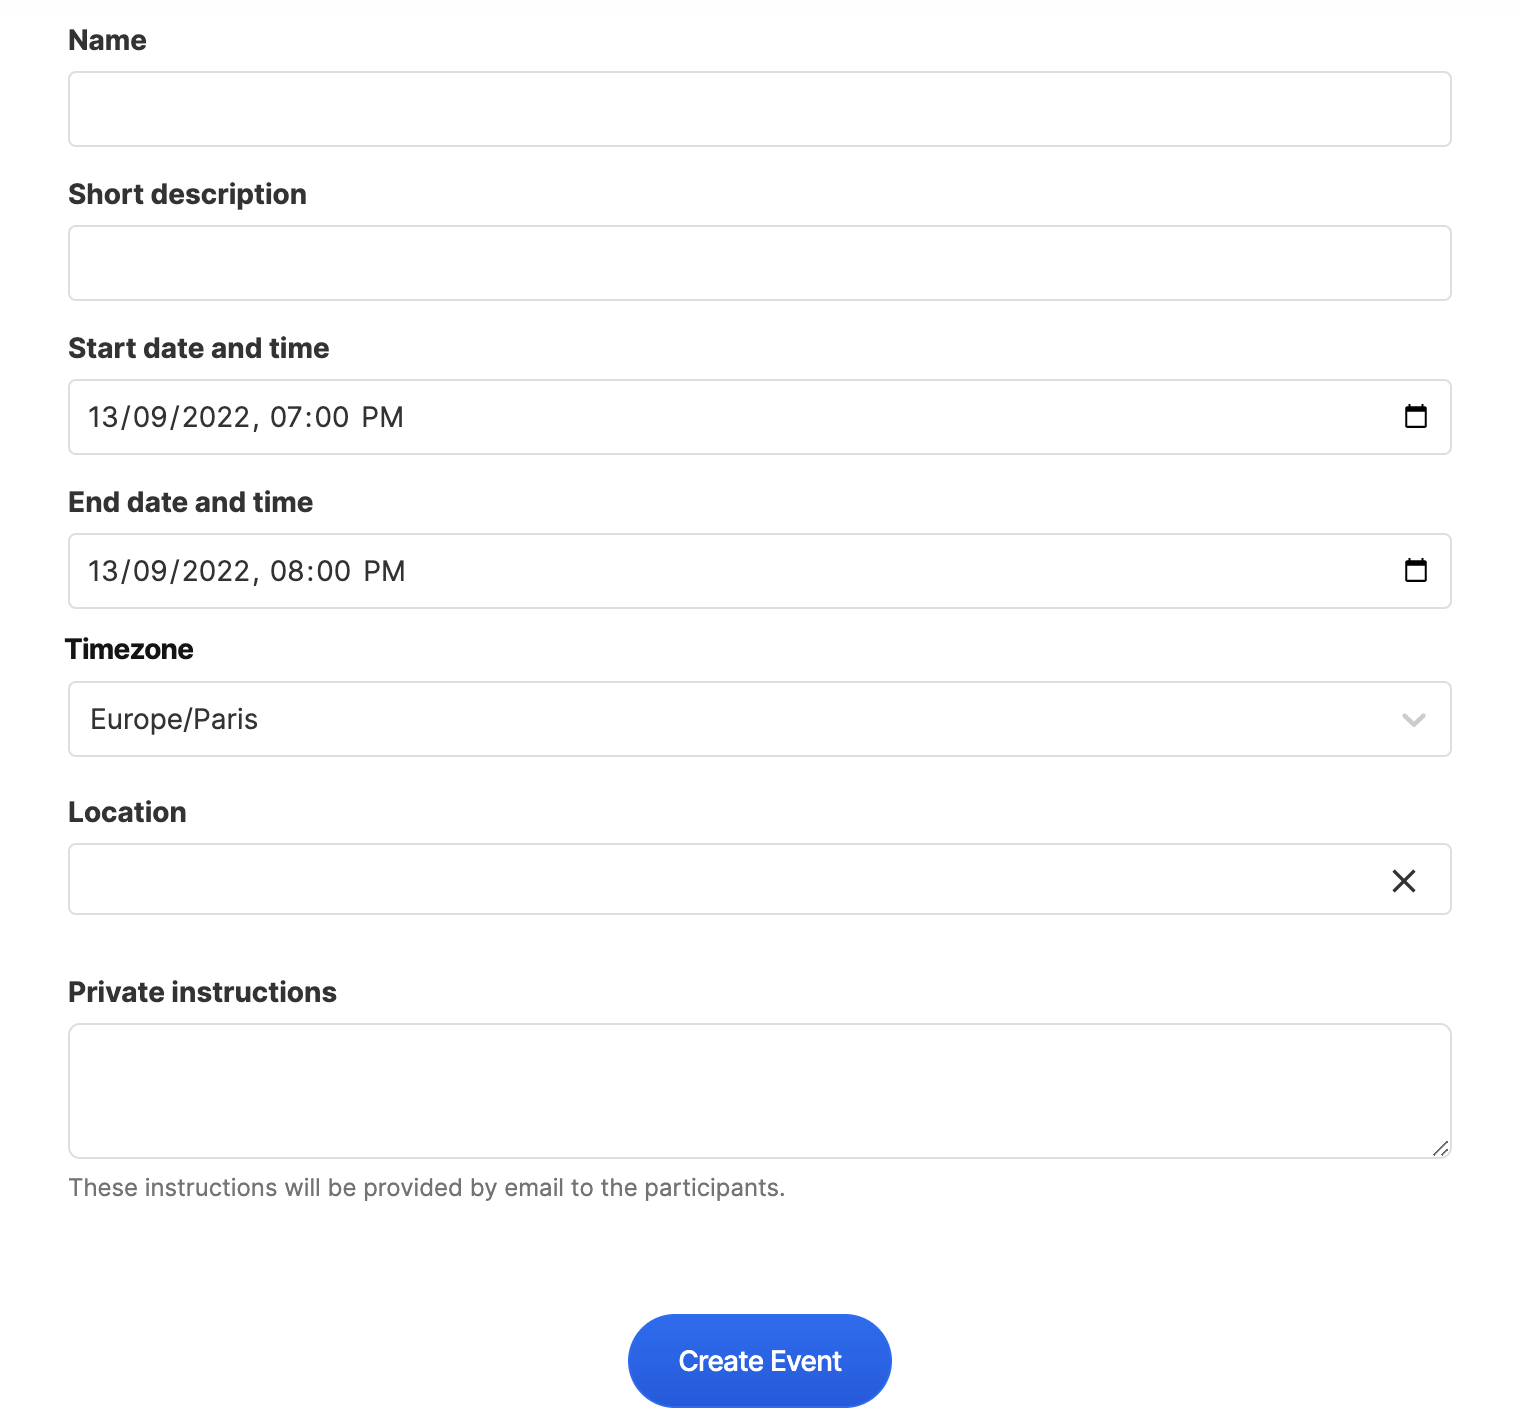 Name
Short description
Start date and time
13/09/2022, 07:00 PM
End date and time
13/09/2022, 08:00 PM
Timezone
Europe/Paris
Location
Private instructions
These instructions will be provided by email to the participants.
Create Event